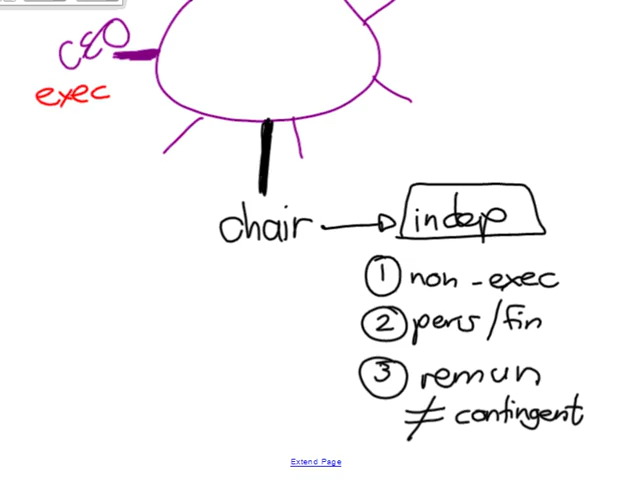 CEO
exec
chair → indep
① non-exec
② pers/fin
③ remun
≠ contingent
Extend Page